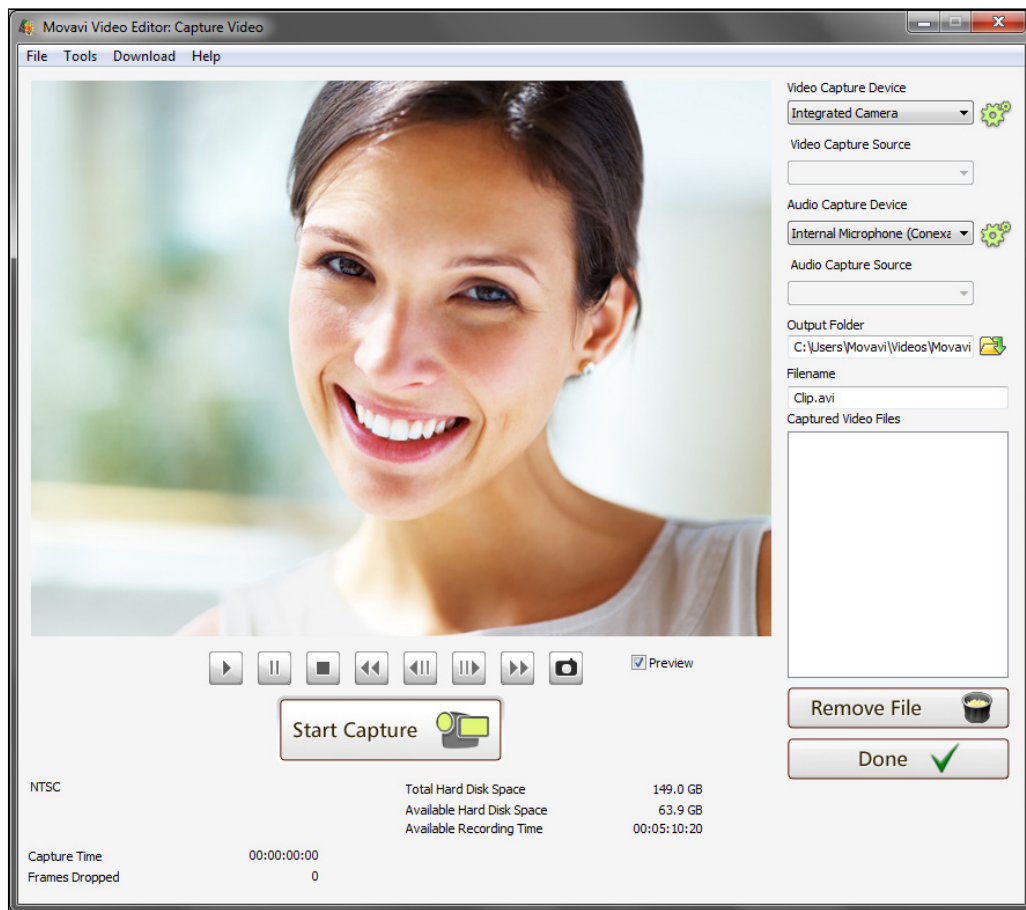 Movavi Video Editor: Capture Video
File Tools Download Help
Video Capture Device
Integrated Camera
Video Capture Source
Audio Capture Device
Internal Microphone (Conexa
Audio Capture Source
Output Folder
C:\Users\Movavi\Videos\Movavi
Filename
Clip.avi
Captured Video Files
Preview
Start Capture
Remove File
Done
NTSC
Total Hard Disk Space 149.0 GB
Available Hard Disk Space 63.9 GB
Available Recording Time 00:05:10:20
Capture Time 00:00:00:00
Frames Dropped 0